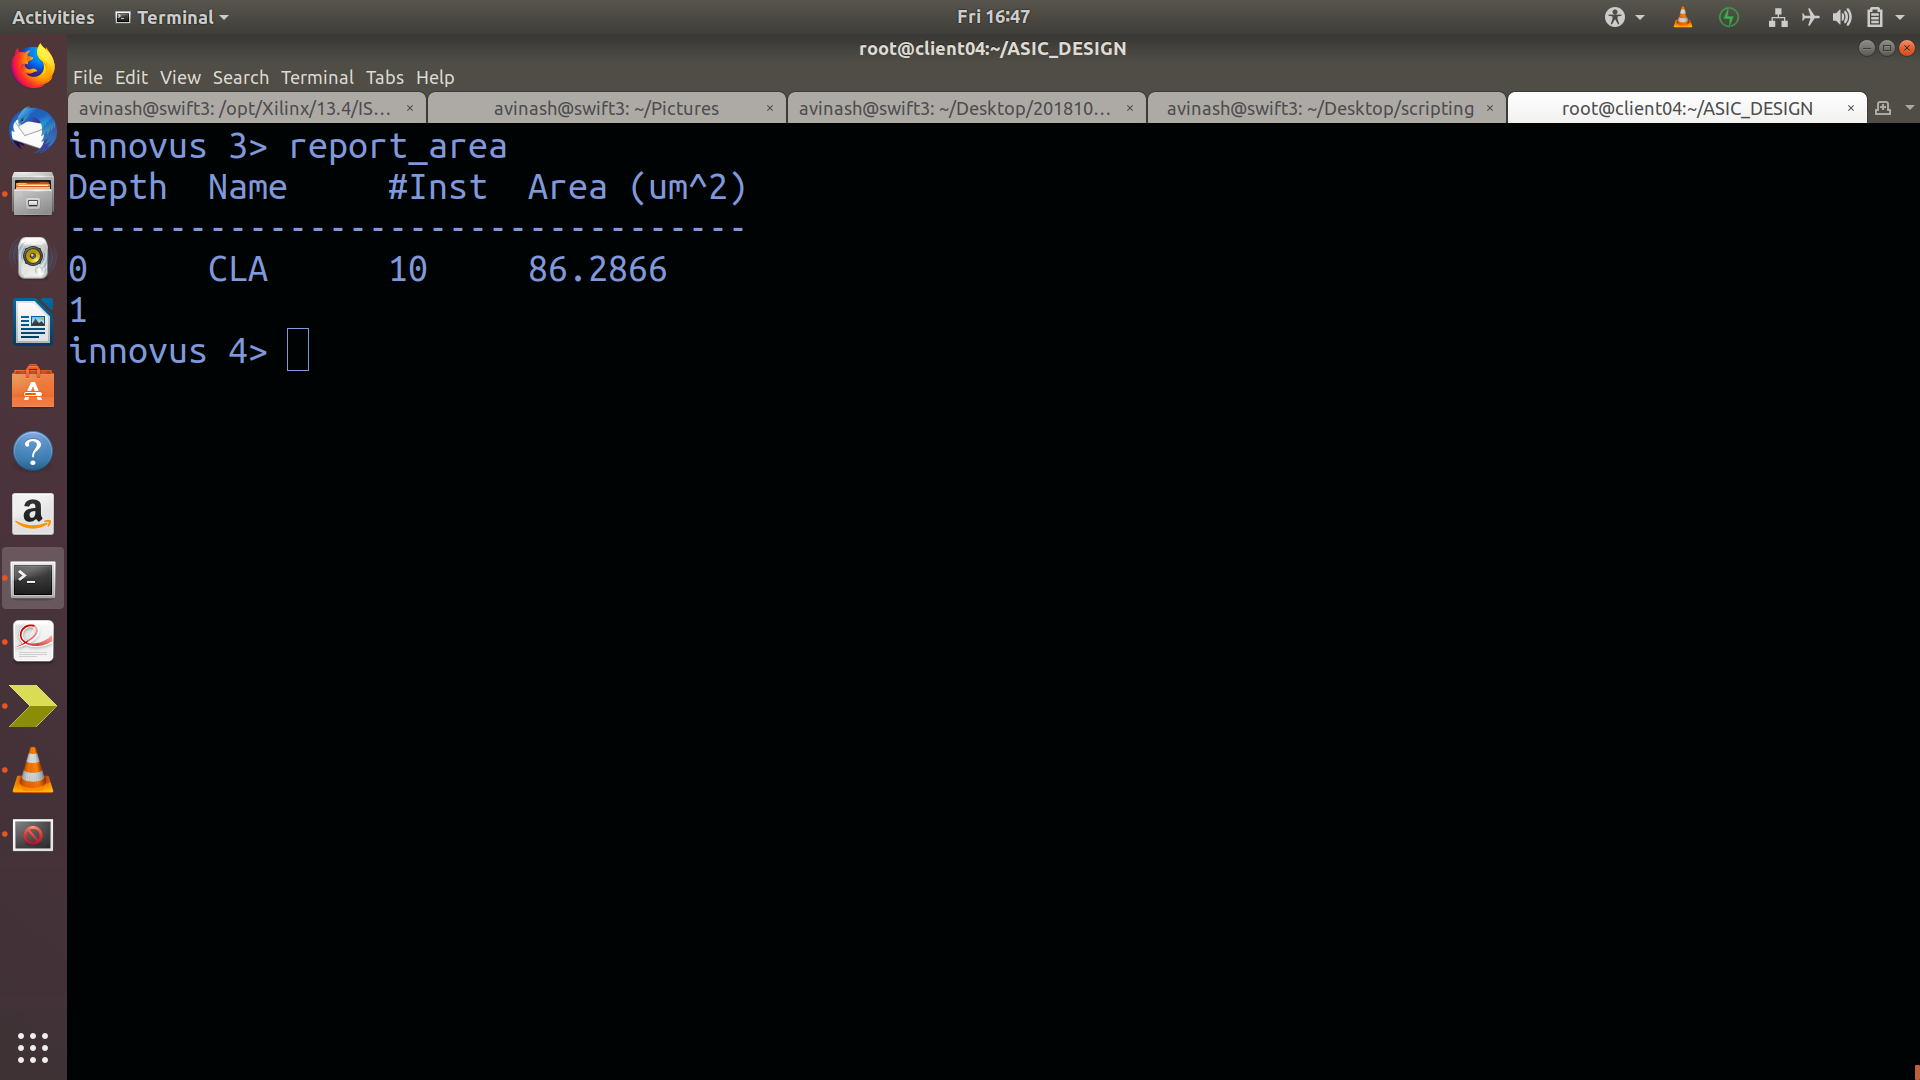 Activities Terminal Fri 16:47
root@client04:~/ASIC_DESIGN
File Edit View Search Terminal Tabs Help
avinash@swift3: /opt/Xilinx/13.4/IS... × avinash@swift3: ~/Pictures × avinash@swift3: ~/Desktop/201810... × avinash@swift3: ~/Desktop/scripting × root@client04:~/ASIC_DESIGN ×
innovus 3> report_area
Depth  Name     #Inst  Area (um^2)
----------------------------------
0      CLA      10     86.2866
1
innovus 4>